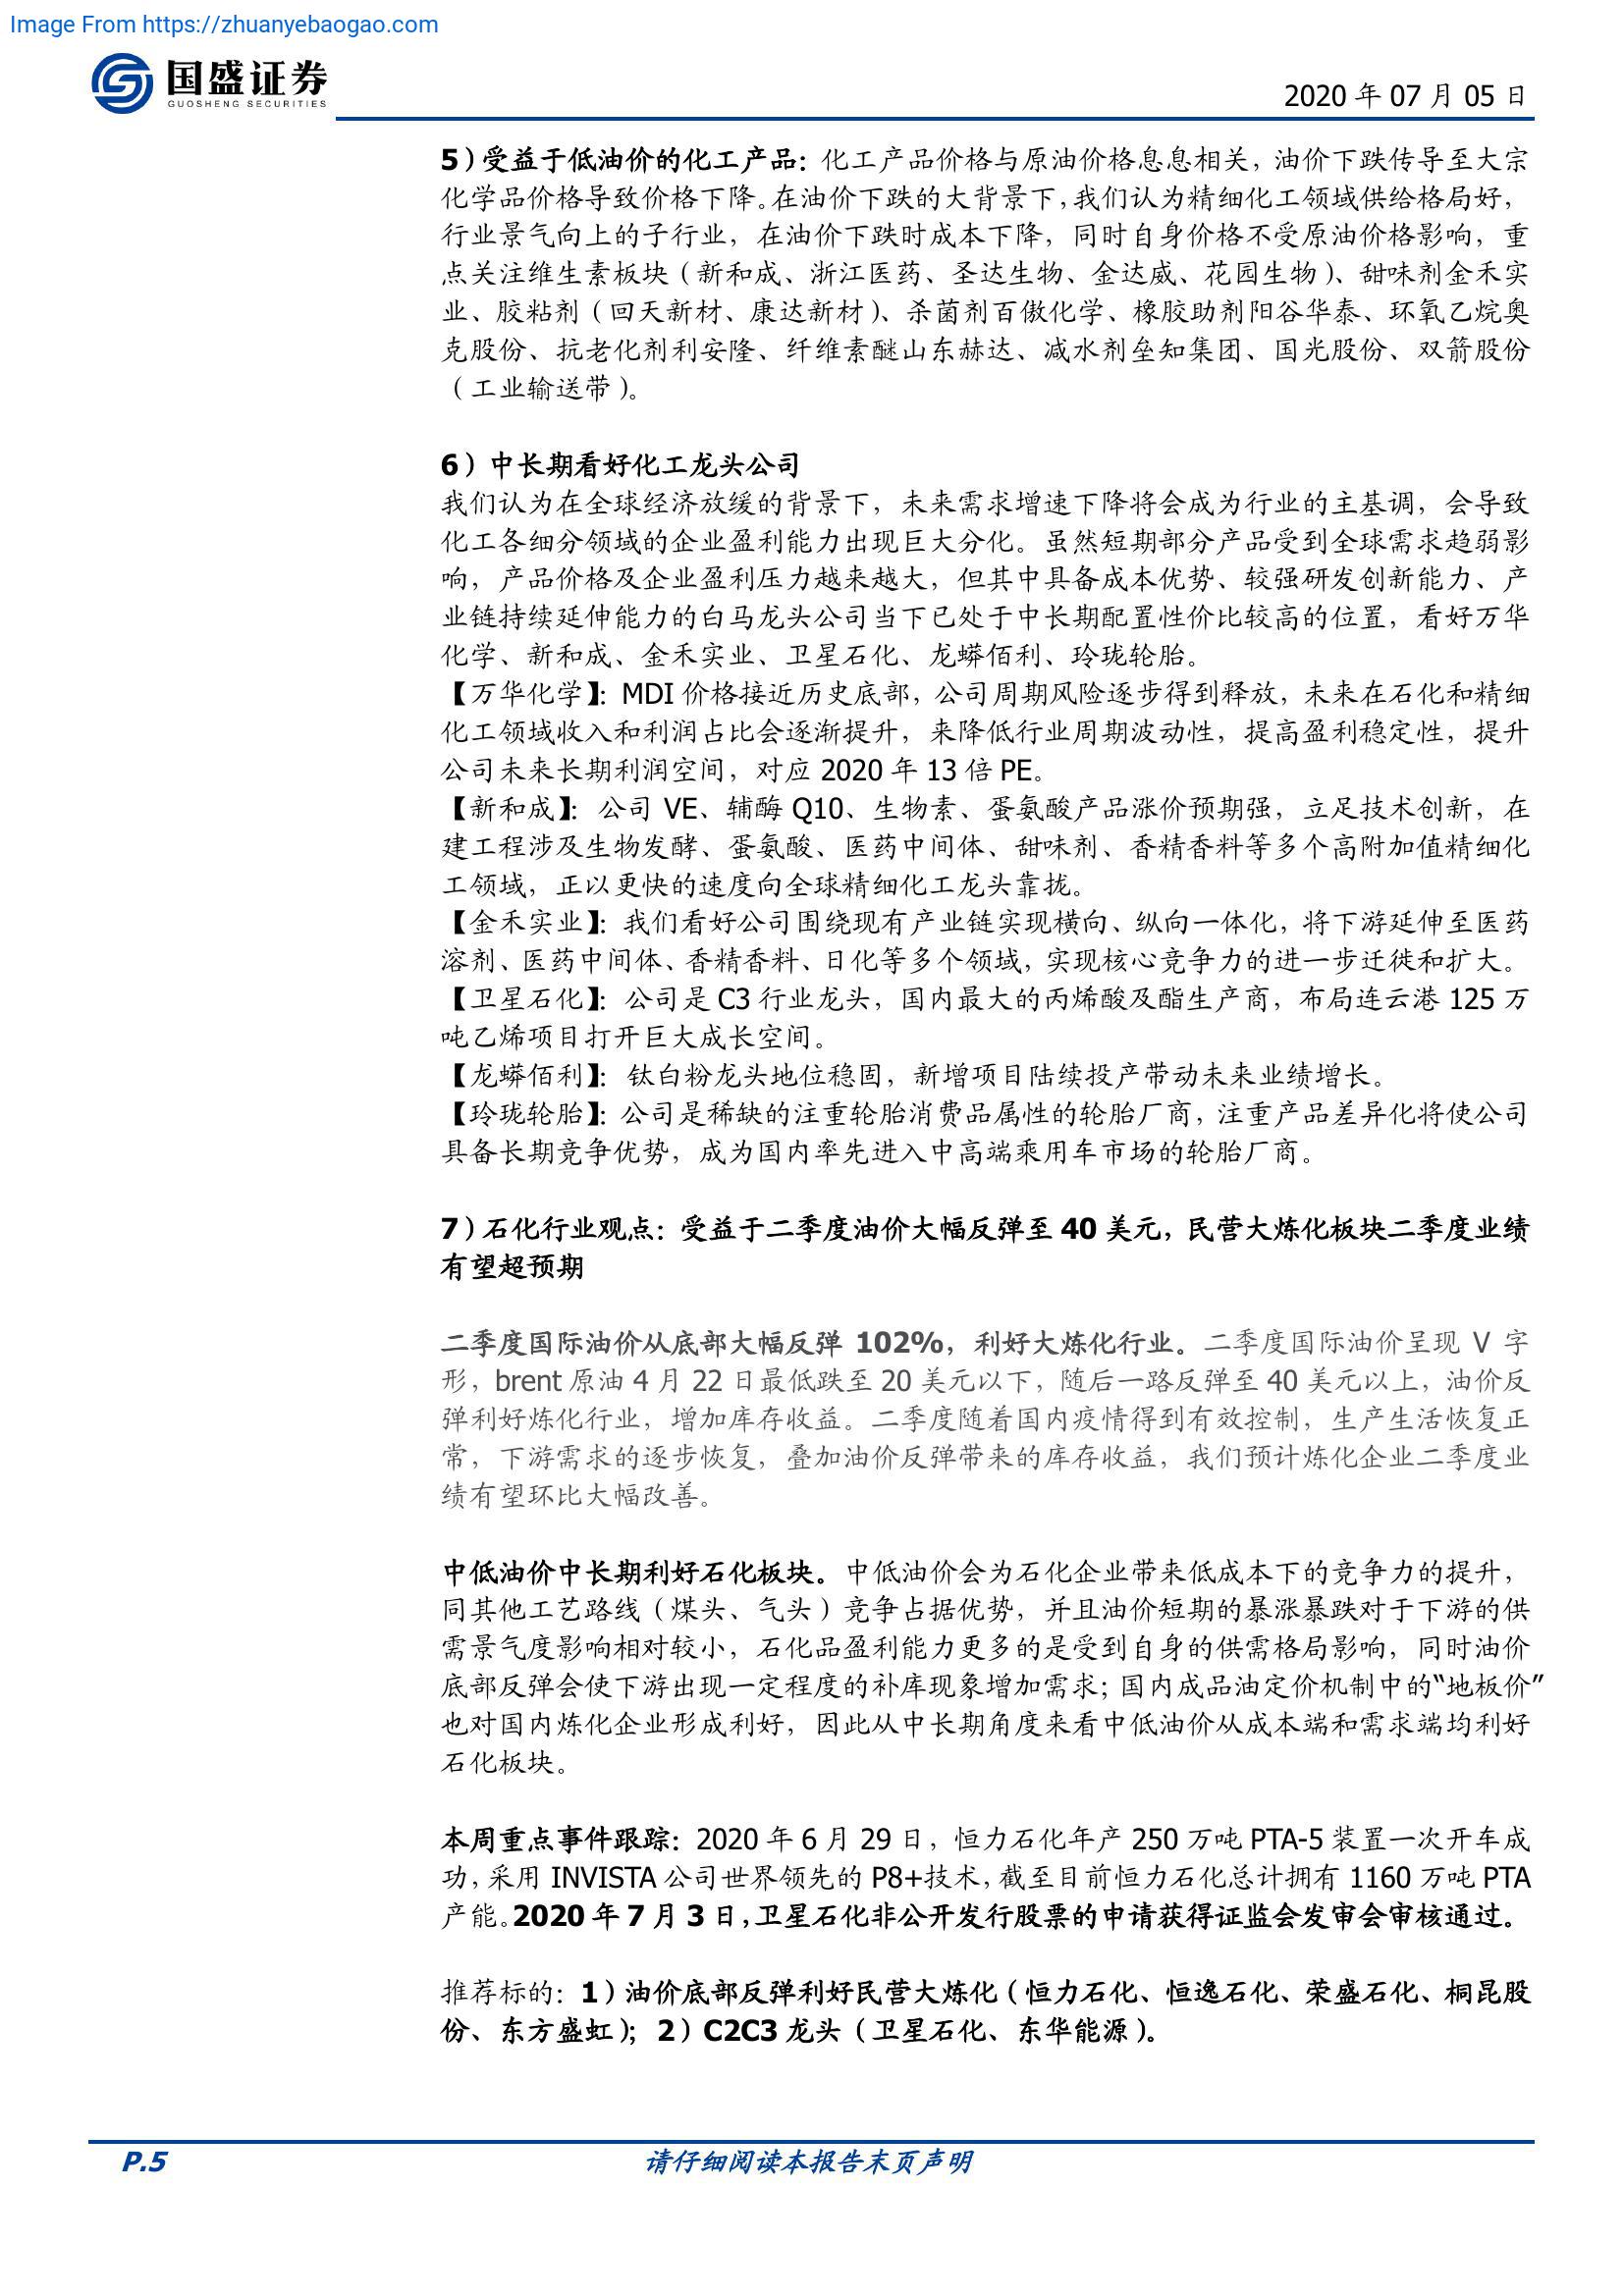 Image From https://zhuanyebaogao.com
国盛证券
GUOSHENG SECURITIES
2020 年 07 月 05 日
5）受益于低油价的化工产品：化工产品价格与原油价格息息相关，油价下跌传导至大宗
化学品价格导致价格下降。在油价下跌的大背景下，我们认为精细化工领域供给格局好，
行业景气向上的子行业，在油价下跌时成本下降，同时自身价格不受原油价格影响，重
点关注维生素板块（新和成、浙江医药、圣达生物、金达威、花园生物）、甜味剂金禾实
业、胶粘剂（回天新材、康达新材）、杀菌剂百傲化学、橡胶助剂阳谷华泰、环氧乙烷奥
克股份、抗老化剂利安隆、纤维素醚山东赫达、减水剂垒知集团、国光股份、双箭股份
（工业输送带）。
6）中长期看好化工龙头公司
我们认为在全球经济放缓的背景下，未来需求增速下降将会成为行业的主基调，会导致
化工各细分领域的企业盈利能力出现巨大分化。虽然短期部分产品受到全球需求趋弱影
响，产品价格及企业盈利压力越来越大，但其中具备成本优势、较强研发创新能力、产
业链持续延伸能力的白马龙头公司当下已处于中长期配置性价比较高的位置，看好万华
化学、新和成、金禾实业、卫星石化、龙蟒佰利、玲珑轮胎。
【万华化学】：MDI 价格接近历史底部，公司周期风险逐步得到释放，未来在石化和精细
化工领域收入和利润占比会逐渐提升，来降低行业周期波动性，提高盈利稳定性，提升
公司未来长期利润空间，对应 2020 年 13 倍 PE。
【新和成】：公司 VE、辅酶 Q10、生物素、蛋氨酸产品涨价预期强，立足技术创新，在
建工程涉及生物发酵、蛋氨酸、医药中间体、甜味剂、香精香料等多个高附加值精细化
工领域，正以更快的速度向全球精细化工龙头靠拢。
【金禾实业】：我们看好公司围绕现有产业链实现横向、纵向一体化，将下游延伸至医药
溶剂、医药中间体、香精香料、日化等多个领域，实现核心竞争力的进一步迁徙和扩大。
【卫星石化】：公司是 C3 行业龙头，国内最大的丙烯酸及酯生产商，布局连云港 125 万
吨乙烯项目打开巨大成长空间。
【龙蟒佰利】：钛白粉龙头地位稳固，新增项目陆续投产带动未来业绩增长。
【玲珑轮胎】：公司是稀缺的注重轮胎消费品属性的轮胎厂商，注重产品差异化将使公司
具备长期竞争优势，成为国内率先进入中高端乘用车市场的轮胎厂商。
7）石化行业观点：受益于二季度油价大幅反弹至 40 美元，民营大炼化板块二季度业绩
有望超预期
二季度国际油价从底部大幅反弹 102%，利好大炼化行业。二季度国际油价呈现 V 字
形，brent 原油 4 月 22 日最低跌至 20 美元以下，随后一路反弹至 40 美元以上，油价反
弹利好炼化行业，增加库存收益。二季度随着国内疫情得到有效控制，生产生活恢复正
常，下游需求的逐步恢复，叠加油价反弹带来的库存收益，我们预计炼化企业二季度业
绩有望环比大幅改善。
中低油价中长期利好石化板块。中低油价会为石化企业带来低成本下的竞争力的提升，
同其他工艺路线（煤头、气头）竞争占据优势，并且油价短期的暴涨暴跌对于下游的供
需景气度影响相对较小，石化品盈利能力更多的是受到自身的供需格局影响，同时油价
底部反弹会使下游出现一定程度的补库现象增加需求；国内成品油定价机制中的“地板价”
也对国内炼化企业形成利好，因此从中长期角度来看中低油价从成本端和需求端均利好
石化板块。
本周重点事件跟踪：2020 年 6 月 29 日，恒力石化年产 250 万吨 PTA-5 装置一次开车成
功，采用 INVISTA 公司世界领先的 P8+技术，截至目前恒力石化总计拥有 1160 万吨 PTA
产能。2020 年 7 月 3 日，卫星石化非公开发行股票的申请获得证监会发审会审核通过。
推荐标的：1）油价底部反弹利好民营大炼化（恒力石化、恒逸石化、荣盛石化、桐昆股
份、东方盛虹）；2）C2C3 龙头（卫星石化、东华能源）。
P.5
请仔细阅读本报告末页声明